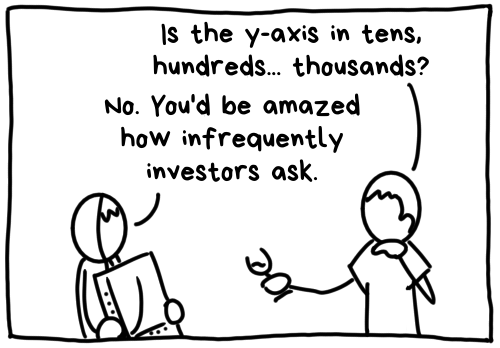 Is the y-axis in tens,
hundreds... thousands?
No. You'd be amazed
how infrequently
investors ask.